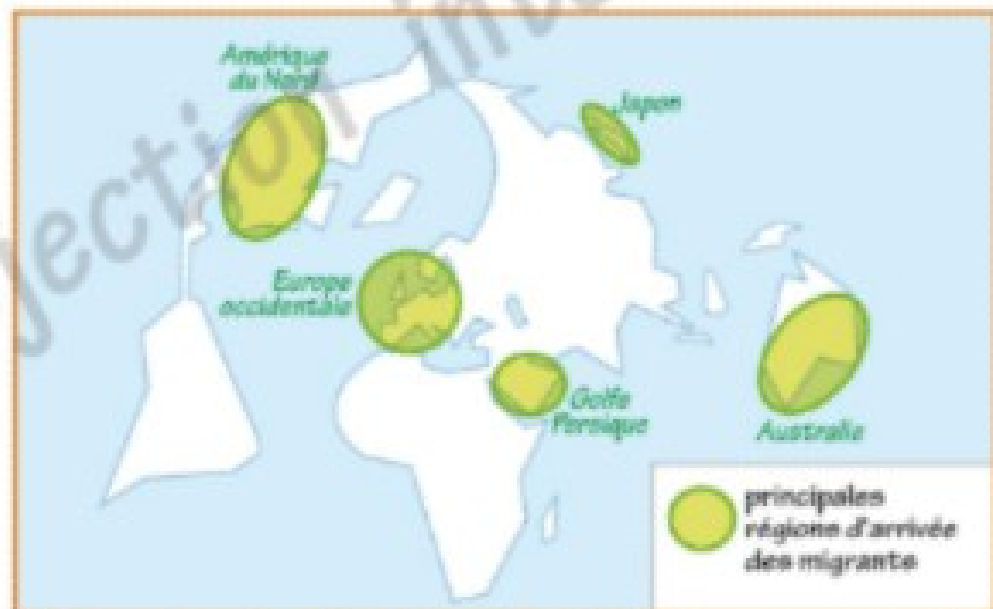 Amérique
du Nord
Japon
Europe
occidentale
Golfe
Persique
Australie
principales
régions d'arrivée
des migrants